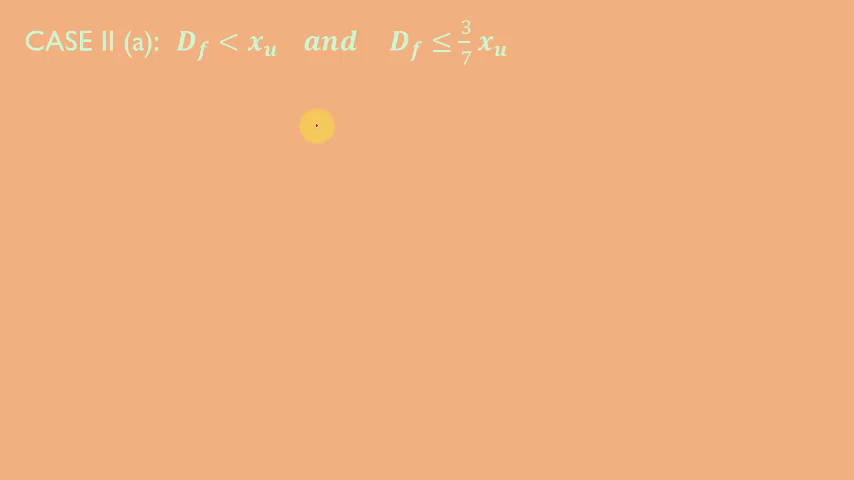 CASE II (a): D_f < x_u and D_f ≤ 3/7 x_u